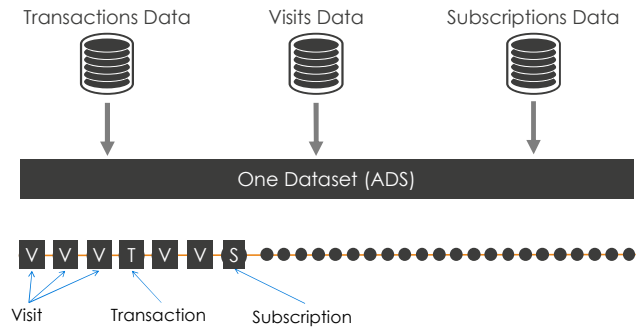 Transactions Data
Visits Data
Subscriptions Data
One Dataset (ADS)
V V V T V V S
Visit
Transaction
Subscription